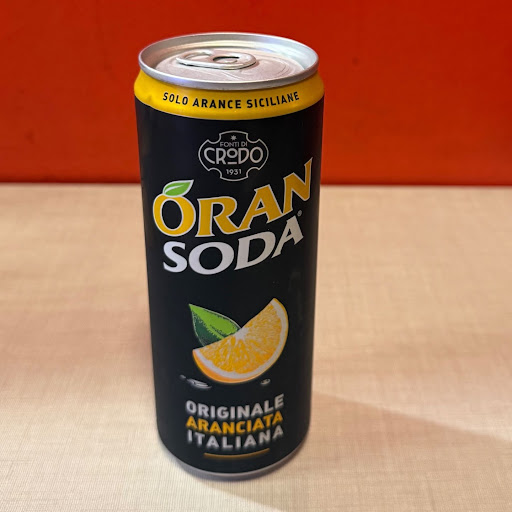 SOLO ARANCE SICILIANE
FONTI DI
CRODO
1931
ORAN
SODA®
ORIGINALE
ARANCIATA
ITALIANA